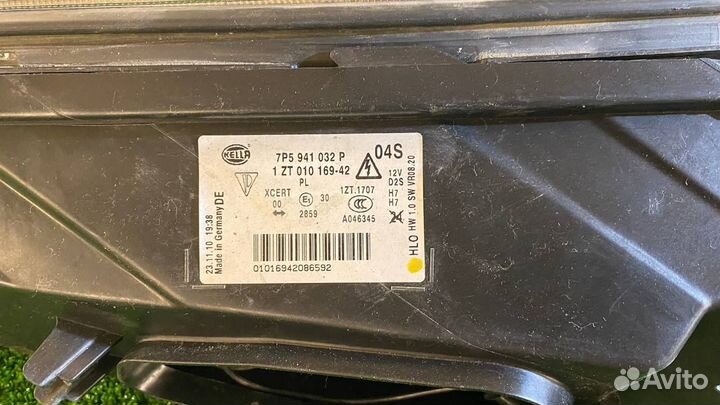 HELLA
7P5 941 032 P
1 ZT 010 169-42
04S
PL
XCERT
00
E1
30
2859
1ZT.1707
CCC
A046345
12V
D2S
H7
H7
01016942086592
23.11.10 19:38
Made in Germany DE
HLO HW 1.0 SW VR08.20
Avito